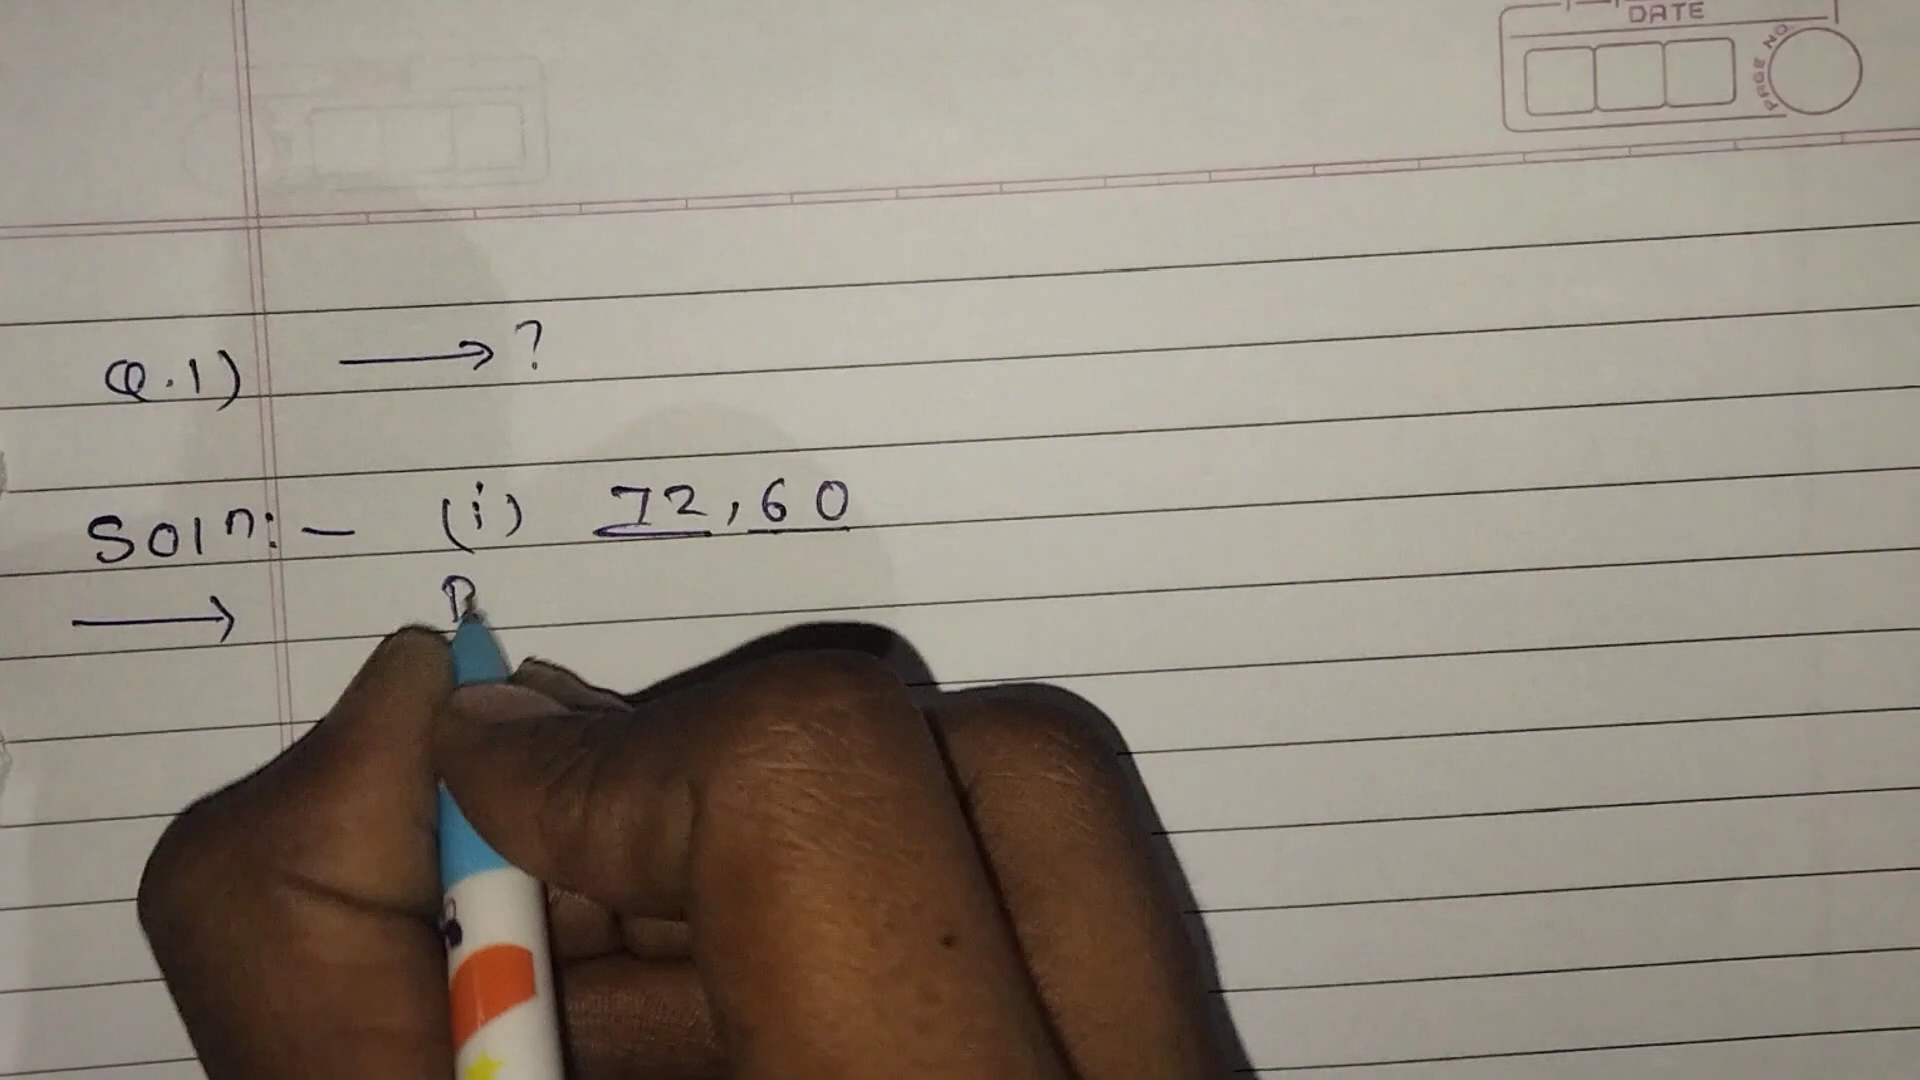 DATE
PAGE NO
Q.1) ⟶ ?
Soln:- (i) 72, 60
⟶